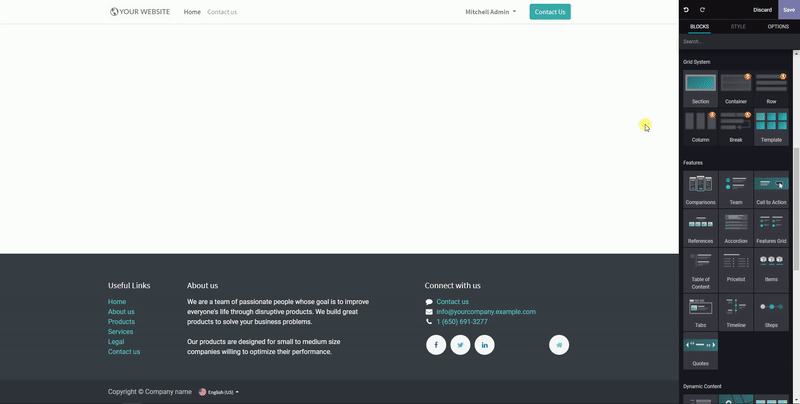 YOUR WEBSITE
Home
Contact us
Mitchell Admin
Contact Us
Discard
Save
BLOCKS
STYLE
OPTIONS
Search...
Grid System
Section
Container
Row
Column
Break
Template
Features
Comparisons
Team
Call to Action
References
Accordion
Features Grid
Table of
Content
Pricelist
Items
Tabs
Timeline
Steps
Quotes
Dynamic Content
Useful Links
Home
About us
Products
Services
Legal
Contact us
About us
We are a team of passionate people whose goal is to improve
everyone's life through disruptive products. We build great
products to solve your business problems.
Our products are designed for small to medium size
companies willing to optimize their performance.
Connect with us
Contact us
info@yourcompany.example.com
1 (650) 691-3277
Copyright © Company name
English (US)